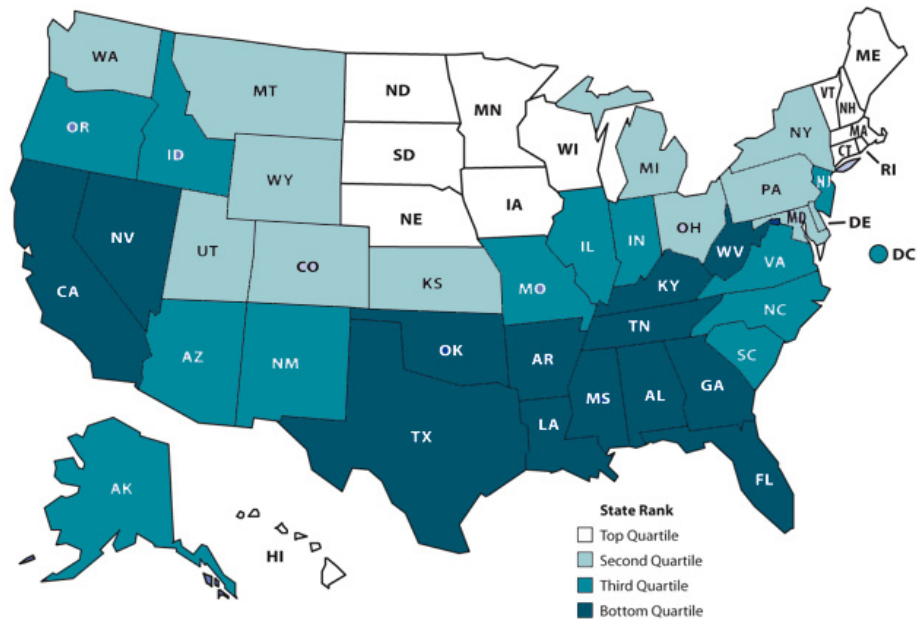 WA
MT
ND
MN
ME
VT
NH
OR
ID
SD
WI
MI
NY
MA
CT
RI
WY
NE
IA
PA
NJ
NV
UT
CO
KS
IL
IN
OH
MD
DE
DC
CA
MO
WV
VA
KY
NC
TN
AZ
NM
OK
AR
SC
MS
AL
GA
TX
LA
FL
AK
HI
State Rank
Top Quartile
Second Quartile
Third Quartile
Bottom Quartile